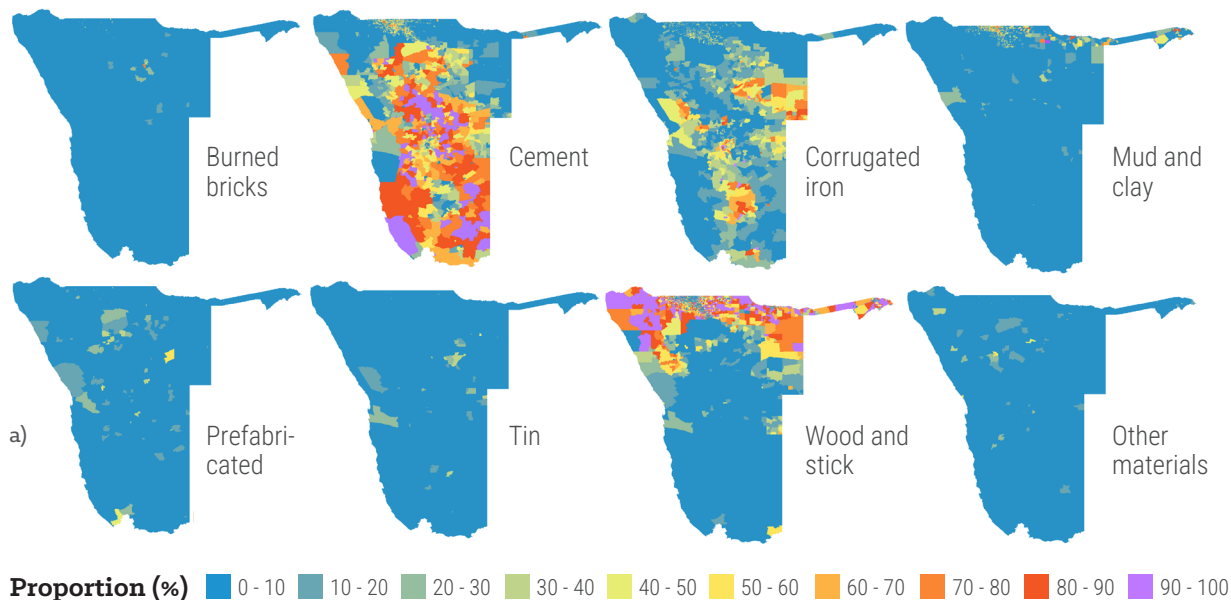 Burned
bricks
Cement
Corrugated
iron
Mud and
clay
a)
Prefabri-
cated
Tin
Wood and
stick
Other
materials
Proportion (%) 0 - 10 10 - 20 20 - 30 30 - 40 40 - 50 50 - 60 60 - 70 70 - 80 80 - 90 90 - 100